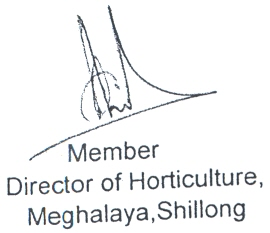 Member
Director of Horticulture,
Meghalaya,Shillong